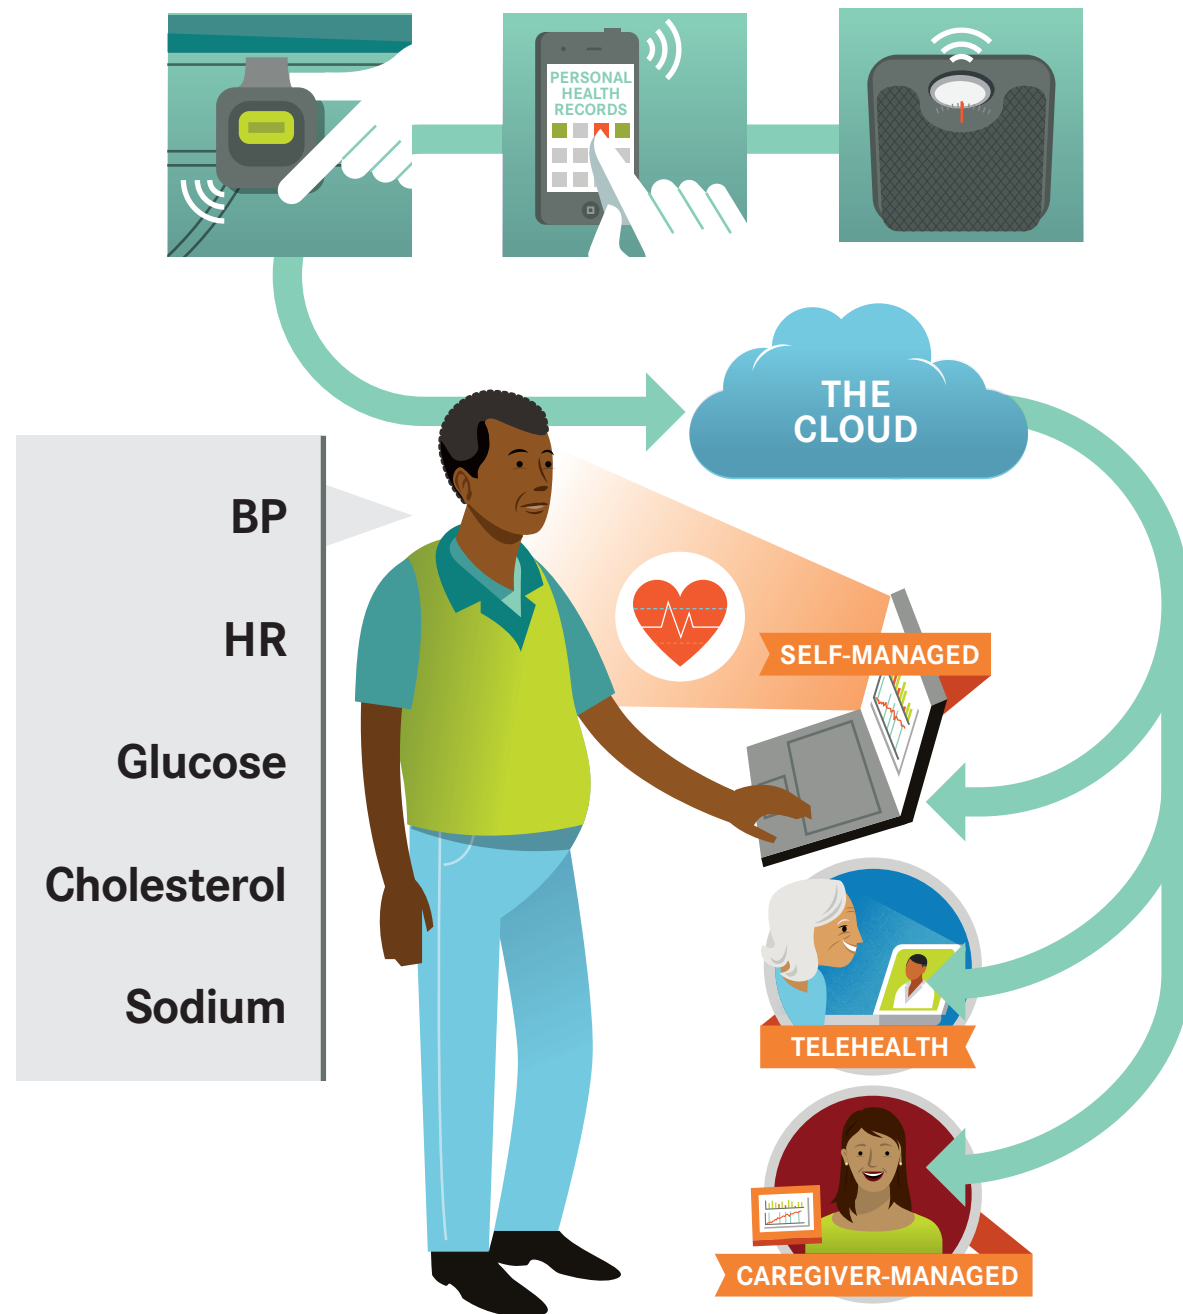 PERSONAL
HEALTH
RECORDS
THE
CLOUD
BP
HR
Glucose
Cholesterol
Sodium
SELF-MANAGED
TELEHEALTH
CAREGIVER-MANAGED